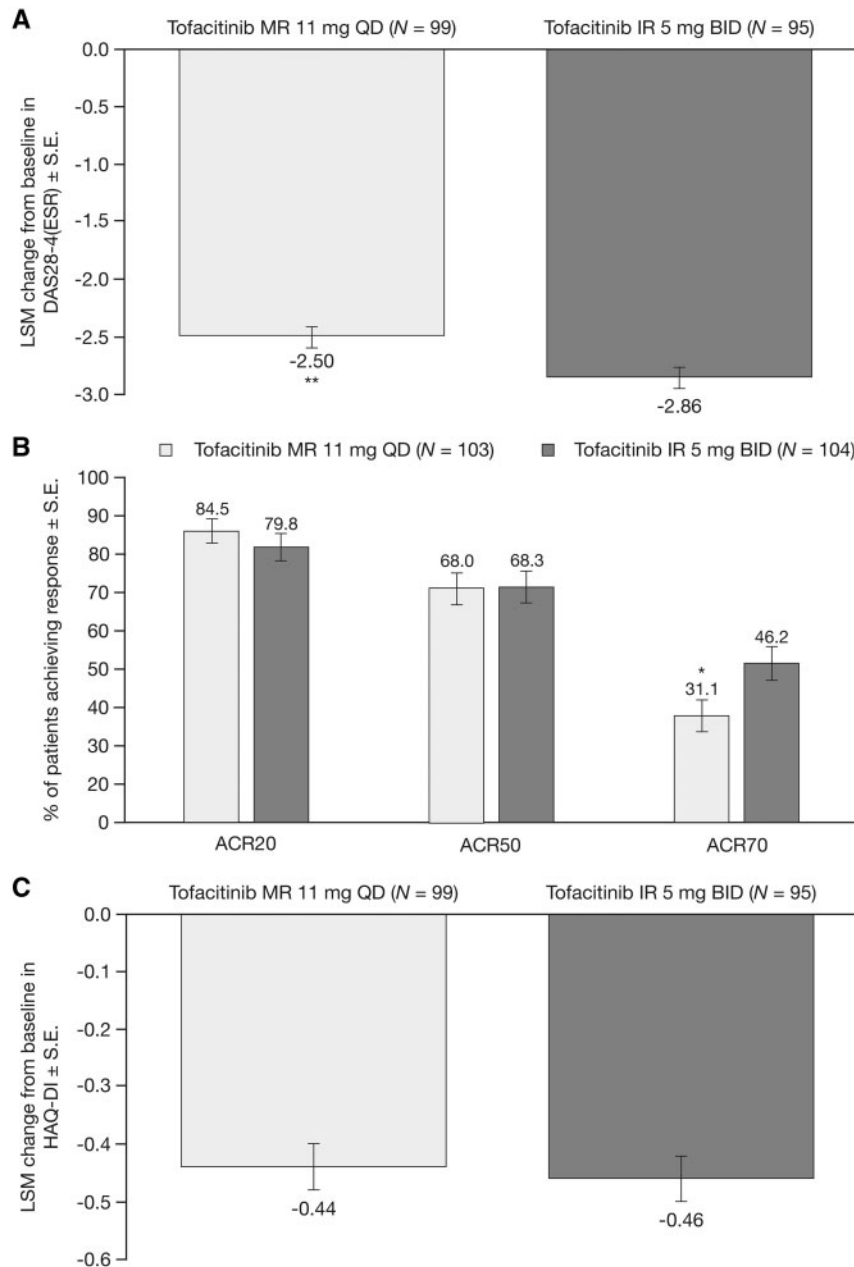 A
Tofacitinib MR 11 mg QD (N = 99) Tofacitinib IR 5 mg BID (N = 95)
LSM change from baseline in
DAS28-4(ESR) ± S.E.
0.0
-0.5
-1.0
-1.5
-2.0
-2.5
-3.0
-2.50
**
-2.86
B
Tofacitinib MR 11 mg QD (N = 103) Tofacitinib IR 5 mg BID (N = 104)
% of patients achieving response ± S.E.
100
90
80
70
60
50
40
30
20
10
0
84.5 79.8
68.0 68.3
*
31.1 46.2
ACR20 ACR50 ACR70
C
Tofacitinib MR 11 mg QD (N = 99) Tofacitinib IR 5 mg BID (N = 95)
LSM change from baseline in
HAQ-DI ± S.E.
0.0
-0.1
-0.2
-0.3
-0.4
-0.5
-0.6
-0.44
-0.46